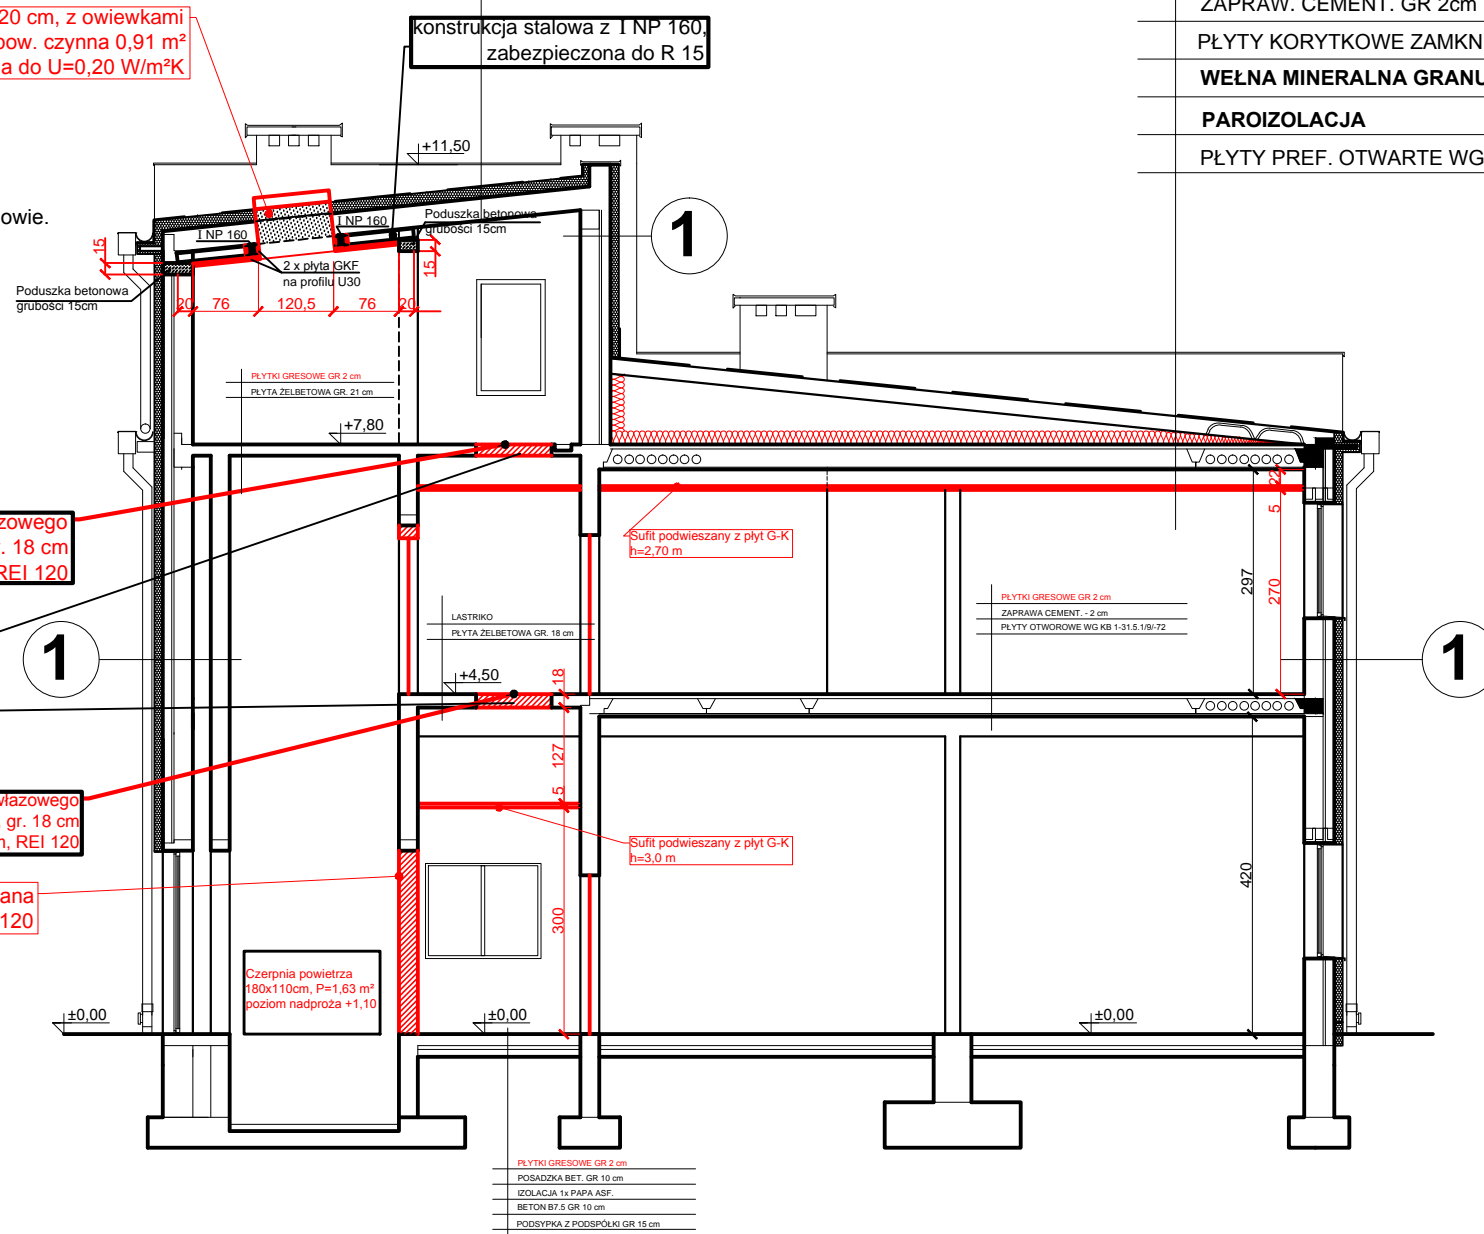 20 cm, z owiewkami
pow. czynna 0,91 m²
a do U=0,20 W/m²K
konstrukcja stalowa z I NP 160,
zabezpieczona do R 15
ZAPRAW. CEMENT. GR 2cm
PŁYTY KORYTKOWE ZAMKN
WEŁNA MINERALNA GRANU
PAROIZOLACJA
PŁYTY PREF. OTWARTE WG
+11,50
owie.
I NP 160
I NP 160
Poduszka betonowa
grubości 15cm
1
15
15
2 x płyta GKF
na profilu U30
Poduszka betonowa
grubości 15cm
20
76
120,5
76
20
PŁYTKI GRESOWE GR 2 cm
PŁYTA ŻELBETOWA GR. 21 cm
+7,80
zowego
. 18 cm
REI 120
Sufit podwieszany z płyt G-K
h=2,70 m
22
5
297
270
LASTRIKO
PŁYTA ŻELBETOWA GR. 18 cm
PŁYTKI GRESOWE GR 2 cm
ZAPRAWA CEMENT. - 2 cm
PŁYTY OTWOROWE WG KB 1-31.5.1/9/-72
1
1
+4,50
18
127
5
włazowego
gr. 18 cm
, REI 120
Sufit podwieszany z płyt G-K
h=3,0 m
ana
120
300
420
Czerpnia powietrza
180x110cm, P=1,63 m²
poziom nadproża +1,10
±0,00
±0,00
±0,00
PŁYTKI GRESOWE GR 2 cm
POSADZKA BET. GR 10 cm
IZOLACJA 1x PAPA ASF.
BETON B7.5 GR 10 cm
PODSYPKA Z PODSPÓŁKI GR 15 cm